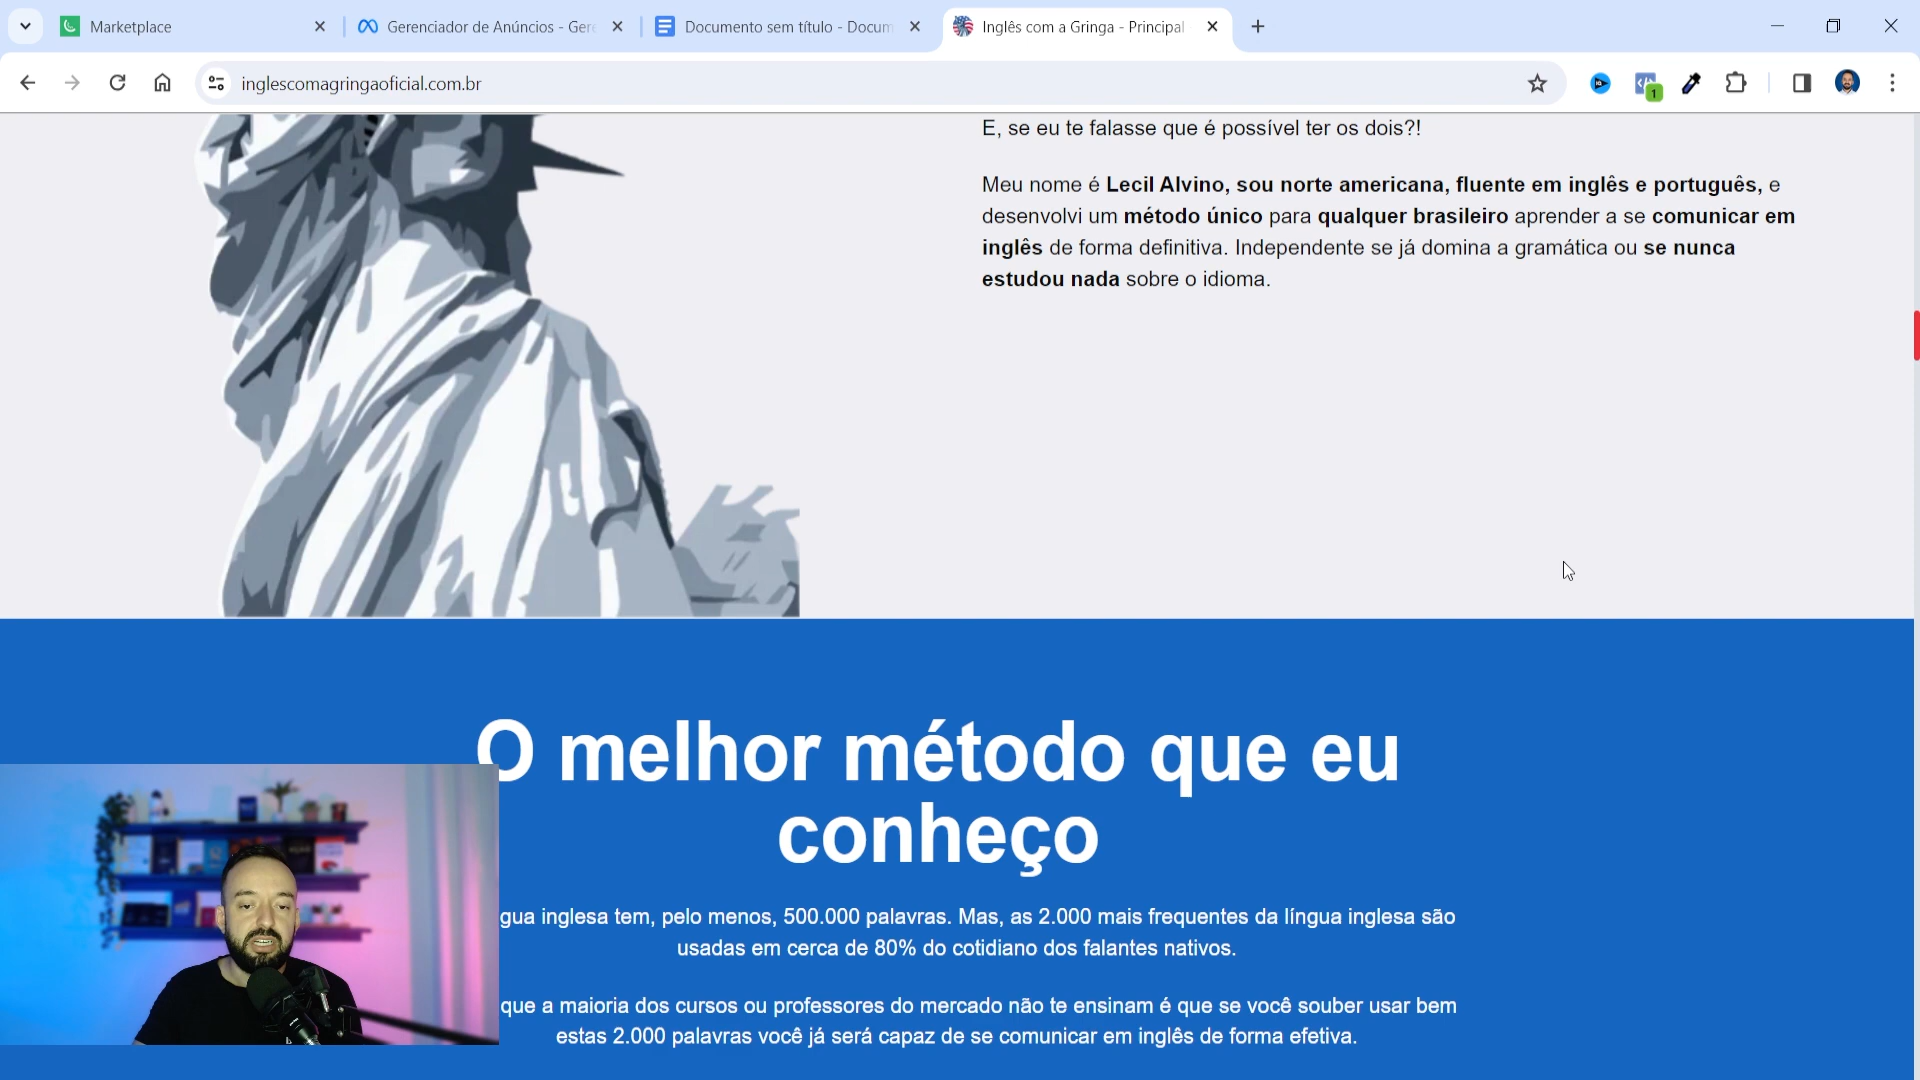 Marketplace
Gerenciador de Anúncios - Gere
Documento sem título - Docum
Inglês com a Gringa - Principal
inglescomagringaoficial.com.br
1
E, se eu te falasse que é possível ter os dois?!
Meu nome é Lecil Alvino, sou norte americana, fluente em inglês e português, e
desenvolvi um método único para qualquer brasileiro aprender a se comunicar em
inglês de forma definitiva. Independente se já domina a gramática ou se nunca
estudou nada sobre o idioma.
O melhor método que eu
conheço
gua inglesa tem, pelo menos, 500.000 palavras. Mas, as 2.000 mais frequentes da língua inglesa são
usadas em cerca de 80% do cotidiano dos falantes nativos.
que a maioria dos cursos ou professores do mercado não te ensinam é que se você souber usar bem
estas 2.000 palavras você já será capaz de se comunicar em inglês de forma efetiva.